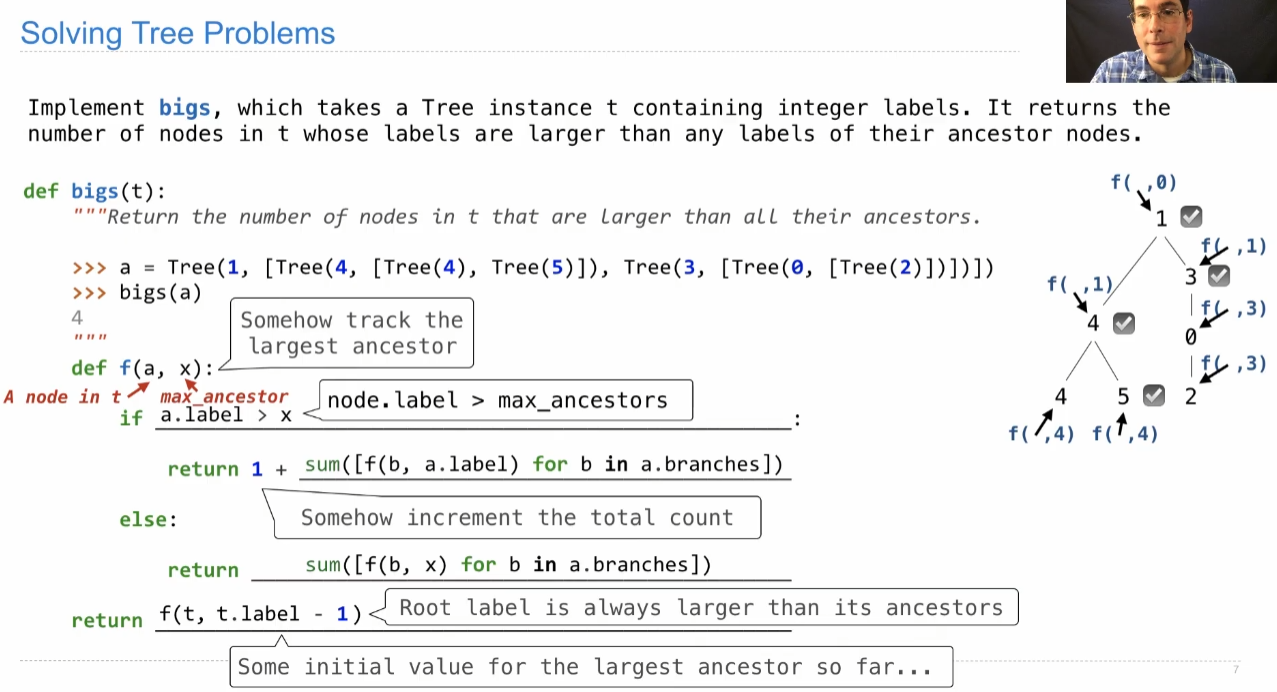 Solving Tree Problems
Implement bigs, which takes a Tree instance t containing integer labels. It returns the
number of nodes in t whose labels are larger than any labels of their ancestor nodes.
def bigs(t):
"""Return the number of nodes in t that are larger than all their ancestors.
>>> a = Tree(1, [Tree(4, [Tree(4), Tree(5)]), Tree(3, [Tree(0, [Tree(2)])])])
>>> bigs(a)
4
"""
Somehow track the
largest ancestor
def f(a, x):
A node in t
max_ancestor
if a.label > x :
node.label > max_ancestors
return 1 + sum([f(b, a.label) for b in a.branches])
Somehow increment the total count
else:
return sum([f(b, x) for b in a.branches])
return f(t, t.label - 1)
Root label is always larger than its ancestors
Some initial value for the largest ancestor so far...
f( ,0)
1
f( ,1)
3
f( ,1)
4
f( ,3)
0
f( ,3)
4 5 2
f( ,4) f( ,4)
7